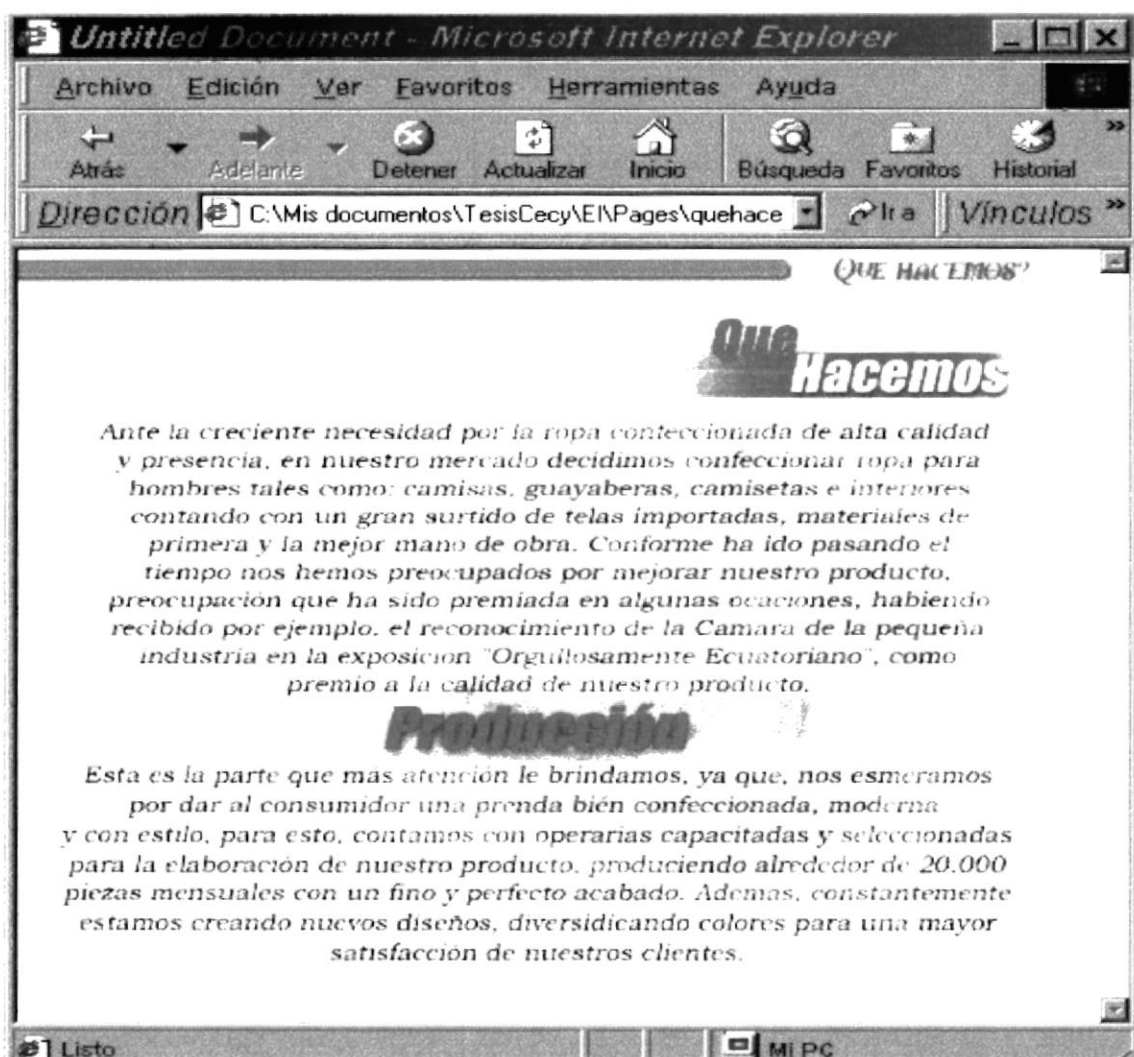 Untitled Document - Microsoft Internet Explorer
Archivo Edición Ver Favoritos Herramientas Ayuda
Atrás Adelante Detener Actualizar Inicio Búsqueda Favoritos Historial »
Dirección C:\Mis documentos\TesisCecy\EI\Pages\quehace Ir a Vínculos »
QUE HACEMOS?
Que
Hacemos
Ante la creciente necesidad por la ropa confeccionada de alta calidad
y presencia, en nuestro mercado decidimos confeccionar ropa para
hombres tales como: camisas, guayaberas, camisetas e interiores
contando con un gran surtido de telas importadas, materiales de
primera y la mejor mano de obra. Conforme ha ido pasando el
tiempo nos hemos preocupados por mejorar nuestro producto,
preocupación que ha sido premiada en algunas ocaciones, habiendo
recibido por ejemplo, el reconocimiento de la Camara de la pequeña
industria en la exposicion "Orgullosamente Ecuatoriano", como
premio a la calidad de nuestro producto.
Producción
Esta es la parte que mas atención le brindamos, ya que, nos esmeramos
por dar al consumidor una prenda bién confeccionada, moderna
y con estilo, para esto, contamos con operarias capacitadas y seleccionadas
para la elaboración de nuestro producto, produciendo alrededor de 20.000
piezas mensuales con un fino y perfecto acabado. Ademas, constantemente
estamos creando nuevos diseños, diversidicando colores para una mayor
satisfacción de nuestros clientes.
Listo Mi PC